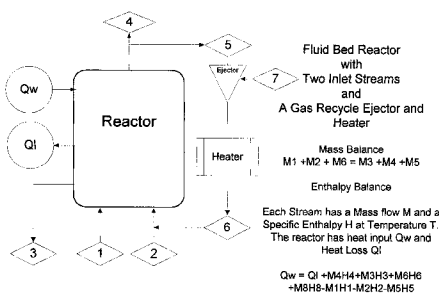 4
5
Ejector
7
Qw
Ql
Reactor
Heater
6
3
1
2
Fluid Bed Reactor
with
Two Inlet Streams
and
A Gas Recycle Ejector and
Heater
Mass Balance
M1 +M2 + M6 = M3 +M4 +M5
Enthalpy Balance
Each Stream has a Mass flow M and a
Specific Enthalpy H at Temperature T.
The reactor has heat input Qw and
Heat Loss Ql
Qw = Ql +M4H4+M3H3+M6H6
+M8H8-M1H1-M2H2-M5H5